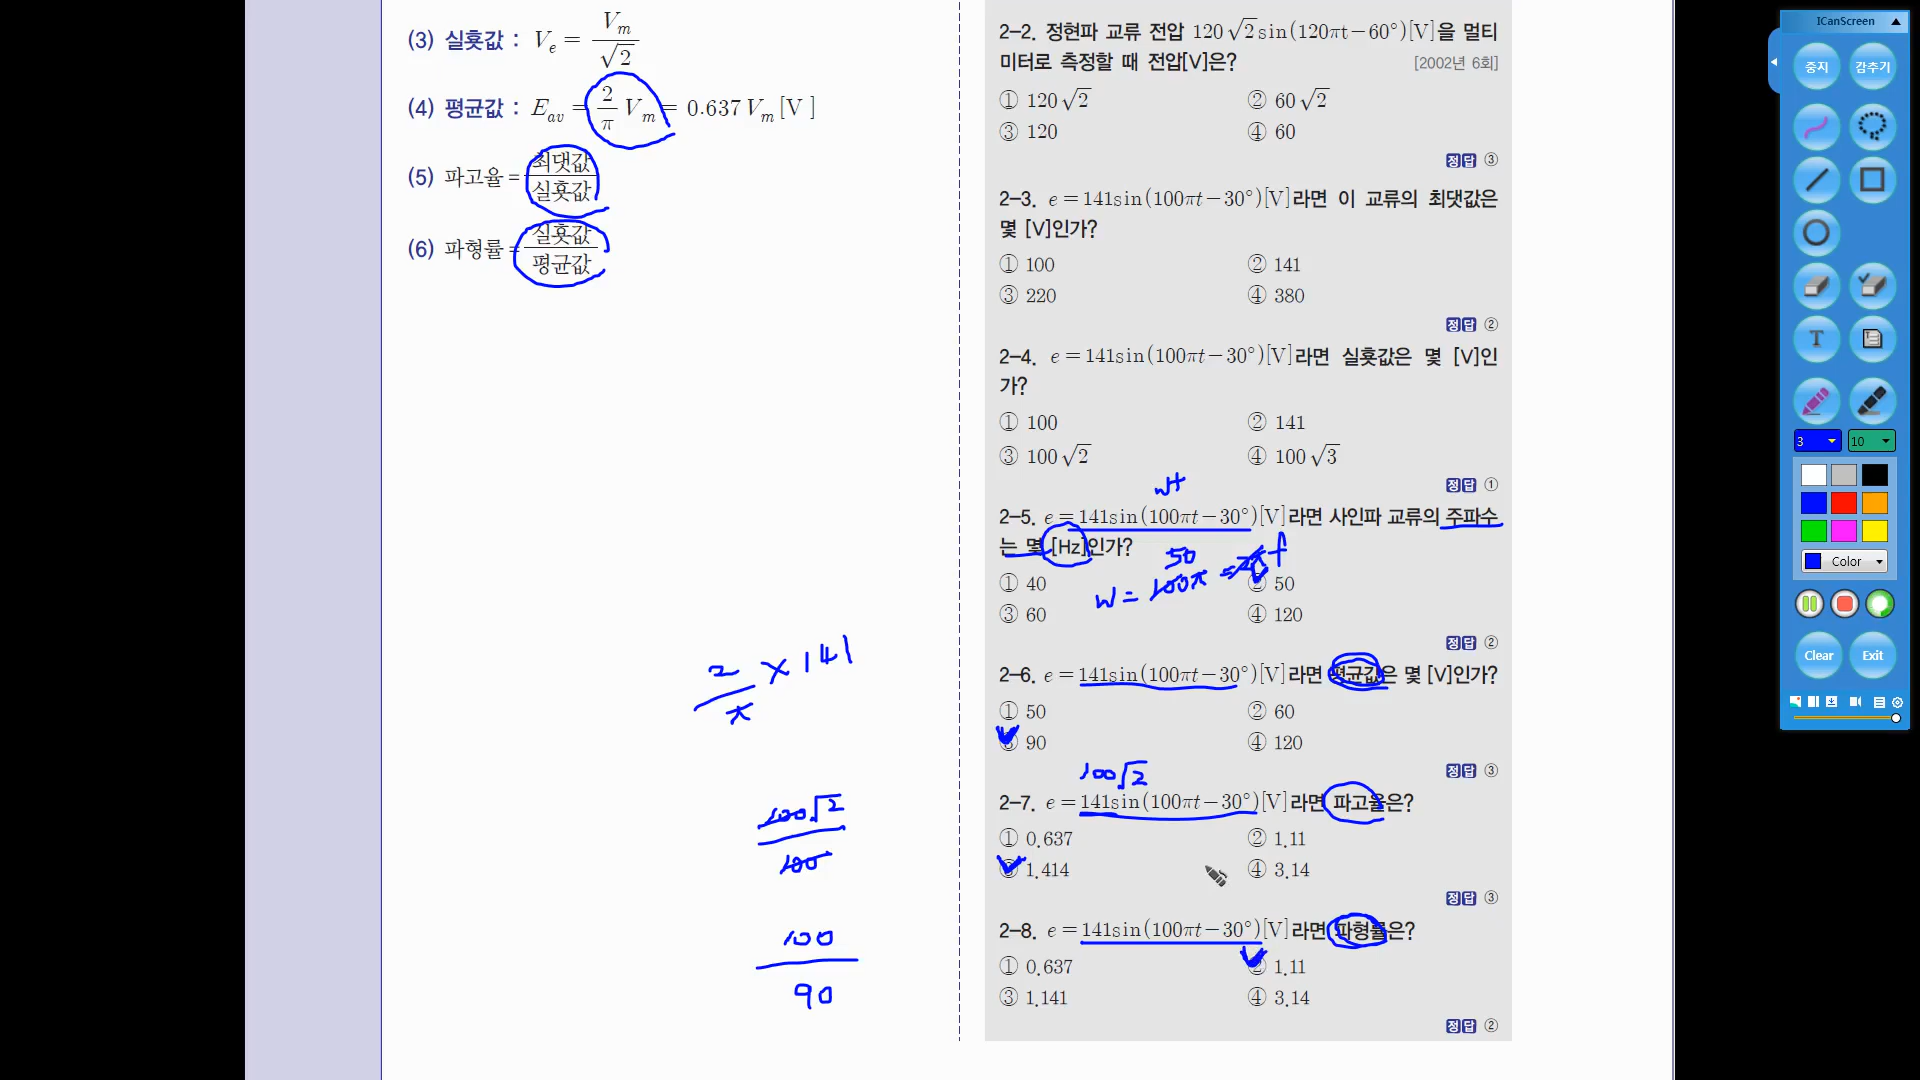 (3) 실횻값 : Ve = Vm/√2
(4) 평균값 : Eav = 2/π Vm = 0.637 Vm [V ]
(5) 파고율 = 최댓값/실횻값
(6) 파형률 = 실횻값/평균값
2/π × 141
100√2/100
100/90
2-2. 정현파 교류 전압 120√2sin(120πt-60°)[V]을 멀티
미터로 측정할 때 전압[V]은? [2002년 6회]
① 120√2 ② 60√2
③ 120 ④ 60
정답 ③
2-3. e=141sin(100πt-30°)[V]라면 이 교류의 최댓값은
몇 [V]인가?
① 100 ② 141
③ 220 ④ 380
정답 ②
2-4. e=141sin(100πt-30°)[V]라면 실횻값은 몇 [V]인
가?
① 100 ② 141
③ 100√2 ④ 100√3
정답 ①
wt
2-5. e=141sin(100πt-30°)[V]라면 사인파 교류의 주파수
는 몇 [Hz]인가?
50
w = 100π = 2πf
① 40 ② 50
③ 60 ④ 120
정답 ②
2-6. e=141sin(100πt-30°)[V]라면 평균값은 몇 [V]인가?
① 50 ② 60
③ 90 ④ 120
정답 ③
100√2
2-7. e=141sin(100πt-30°)[V]라면 파고율은?
① 0.637 ② 1.11
③ 1.414 ④ 3.14
정답 ③
2-8. e=141sin(100πt-30°)[V]라면 파형률은?
① 0.637 ② 1.11
③ 1.141 ④ 3.14
정답 ②
ICanScreen
중지 감추기
T
3 10
Color
Clear Exit